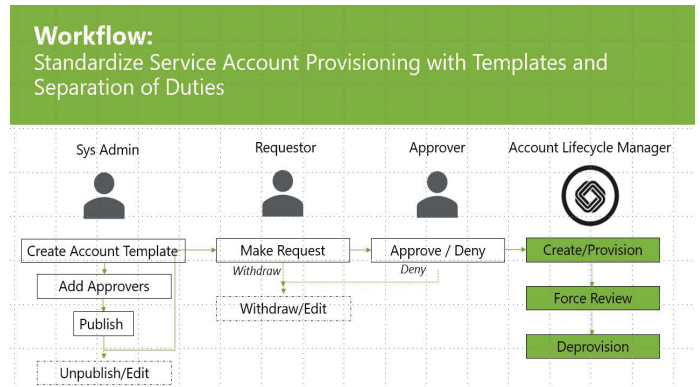 Workflow:
Standardize Service Account Provisioning with Templates and
Separation of Duties
Sys Admin
Requestor
Approver
Account Lifecycle Manager
Create Account Template
Make Request
Approve / Deny
Create/Provision
Withdraw
Deny
Add Approvers
Force Review
Withdraw/Edit
Publish
Deprovision
Unpublish/Edit